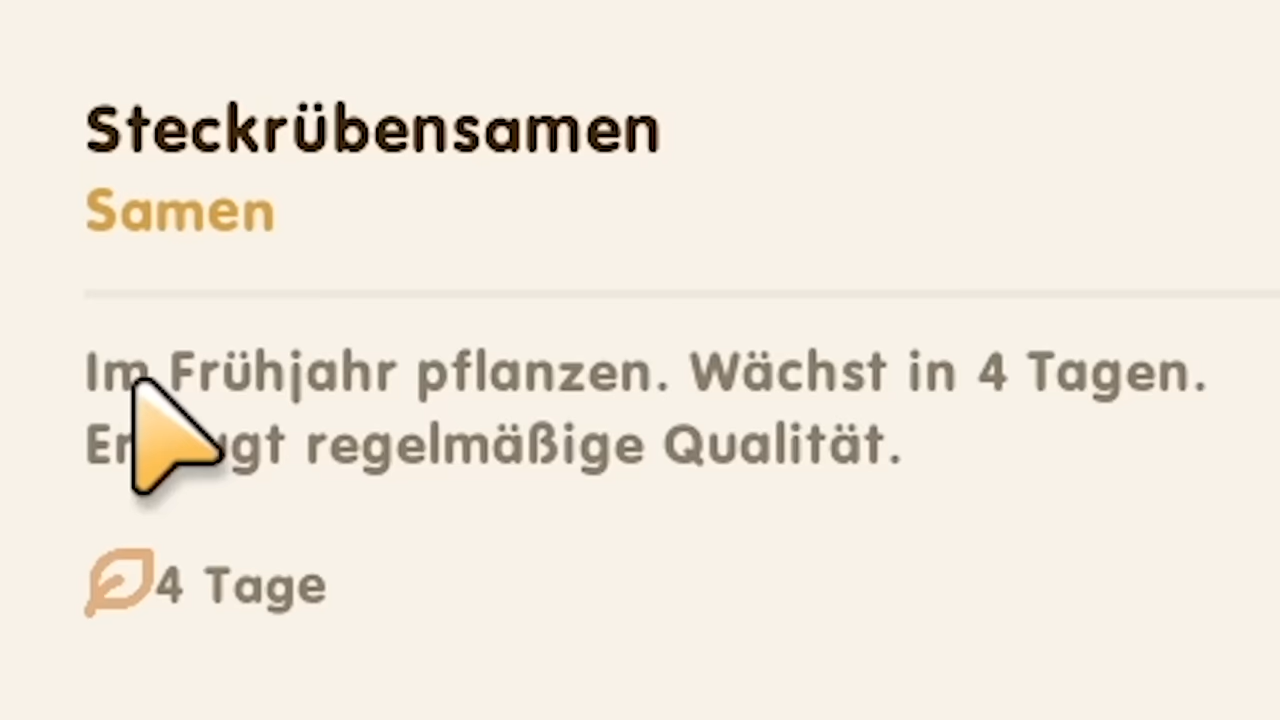 Steckrübensamen
Samen
Im Frühjahr pflanzen. Wächst in 4 Tagen.
regelmäßige Qualität.
4 Tage